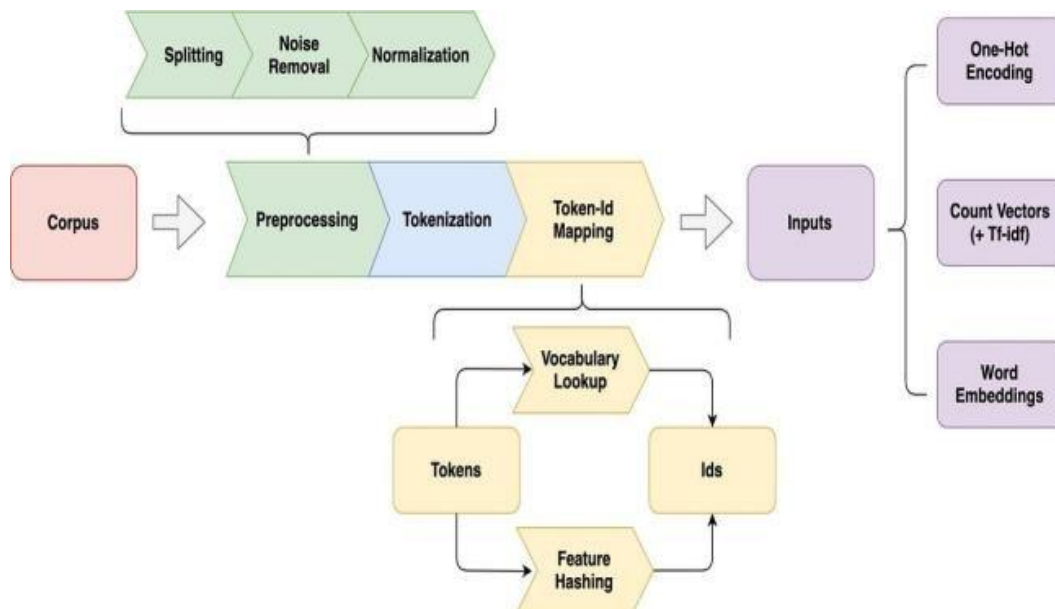 Splitting
Noise
Removal
Normalization
One-Hot
Encoding
Corpus
Preprocessing
Tokenization
Token-Id
Mapping
Inputs
Count Vectors
(+ Tf-idf)
Vocabulary
Lookup
Word
Embeddings
Tokens
Ids
Feature
Hashing